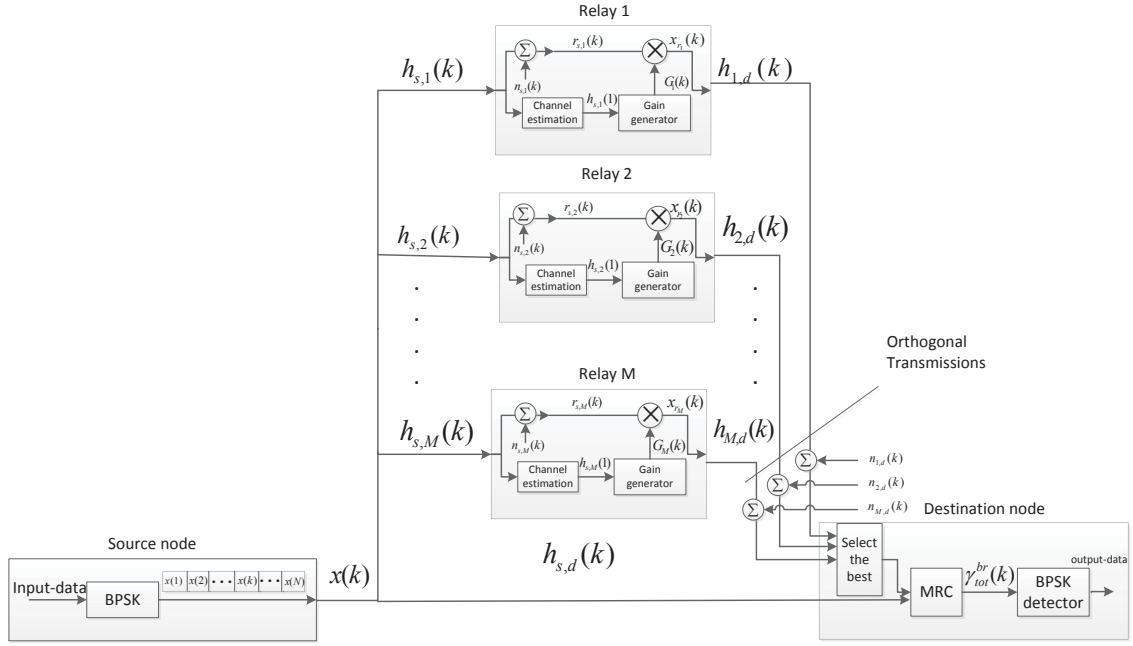 Relay 1
h_{s,1}(k)
Σ
r_{s,1}(k)
x_{r_1}(k)
n_{s,1}(k)
G_1(k)
Channel estimation
h_{s,1}(1)
Gain generator
h_{1,d}(k)
Relay 2
h_{s,2}(k)
Σ
r_{s,2}(k)
x_{r_2}(k)
n_{s,2}(k)
G_2(k)
Channel estimation
h_{s,2}(1)
Gain generator
h_{2,d}(k)
Orthogonal
Transmissions
Relay M
h_{s,M}(k)
Σ
r_{s,M}(k)
x_{r_M}(k)
n_{s,M}(k)
G_M(k)
Channel estimation
h_{s,M}(1)
Gain generator
h_{M,d}(k)
Σ
n_{1,d}(k)
Σ
n_{2,d}(k)
Σ
n_{M,d}(k)
Destination node
Source node
Input-data
BPSK
x(1) x(2) ··· x(k) ··· x(N)
x(k)
h_{s,d}(k)
Select
the
best
MRC
γ_{tot}^{br}(k)
BPSK
detector
output-data